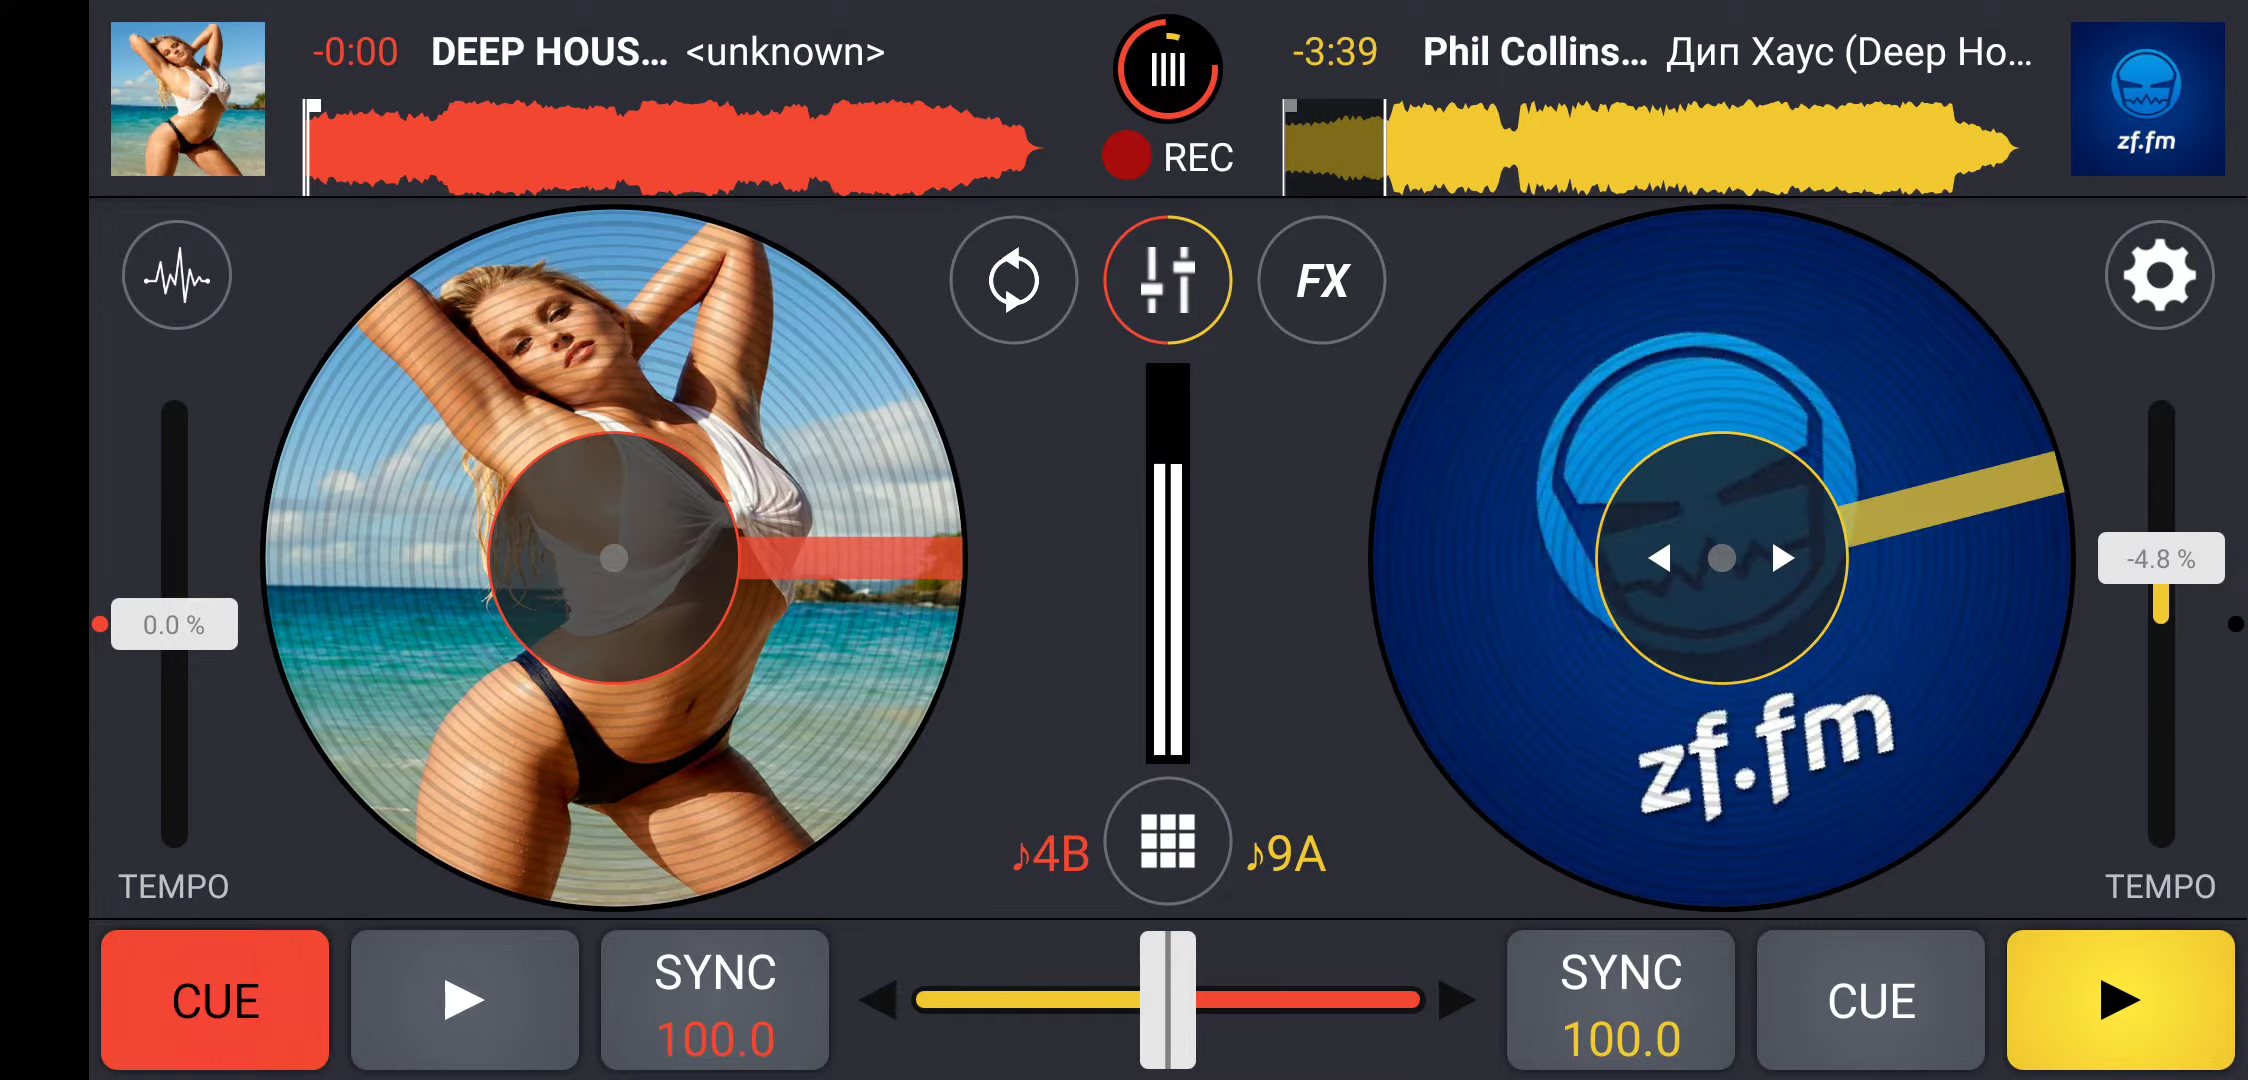 -0:00 DEEP HOUS... <unknown>
-3:39 Phil Collins... Дип Хаус (Deep Ho...
zf.fm
REC
FX
zf.fm
0.0 %
-4.8 %
♪4B
♪9A
TEMPO
TEMPO
CUE
SYNC
100.0
SYNC
100.0
CUE